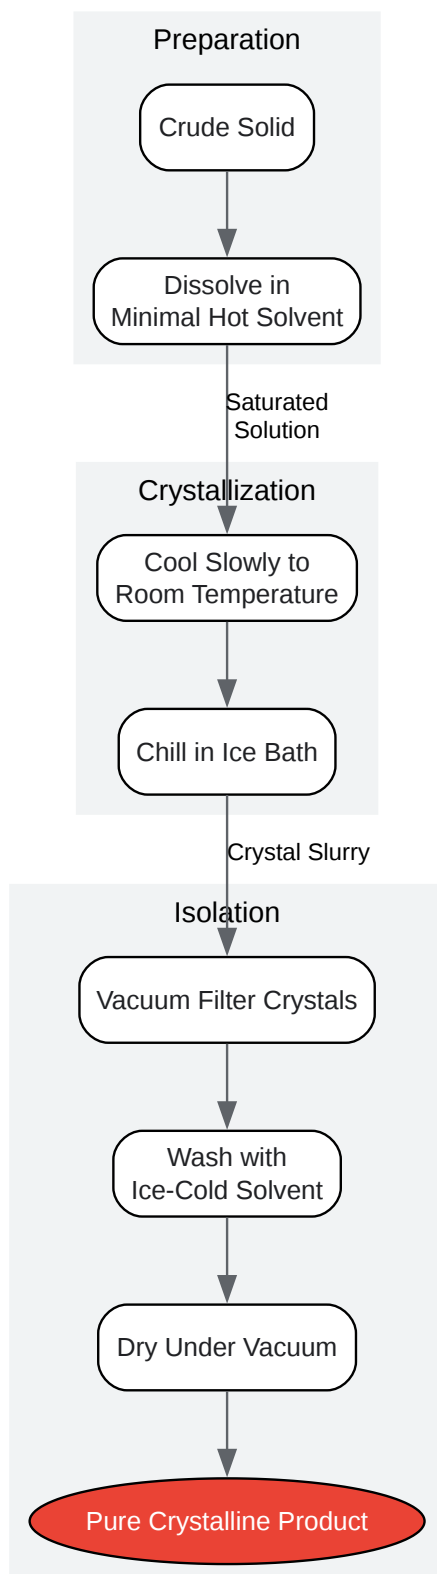 Preparation
Crude Solid
Dissolve in
Minimal Hot Solvent
Saturated
Solution
Crystallization
Cool Slowly to
Room Temperature
Chill in Ice Bath
Crystal Slurry
Isolation
Vacuum Filter Crystals
Wash with
Ice-Cold Solvent
Dry Under Vacuum
Pure Crystalline Product